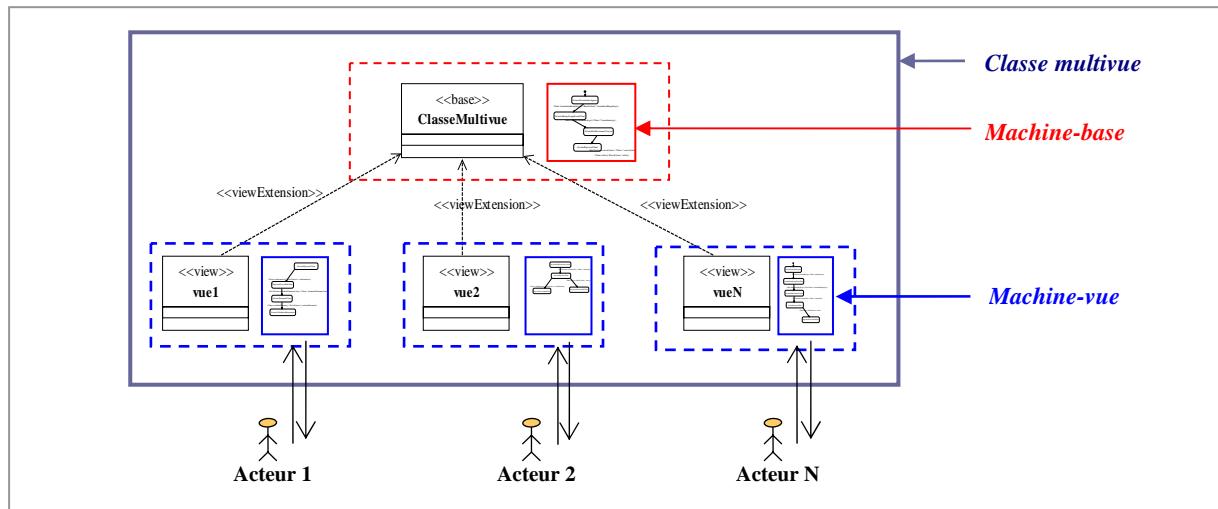 Classe multivue
<<base>>
ClasseMultivue
Machine-base
<<viewExtension>>
<<viewExtension>>
<<viewExtension>>
<<view>>
vue1
<<view>>
vue2
<<view>>
vueN
Machine-vue
Acteur 1
Acteur 2
Acteur N